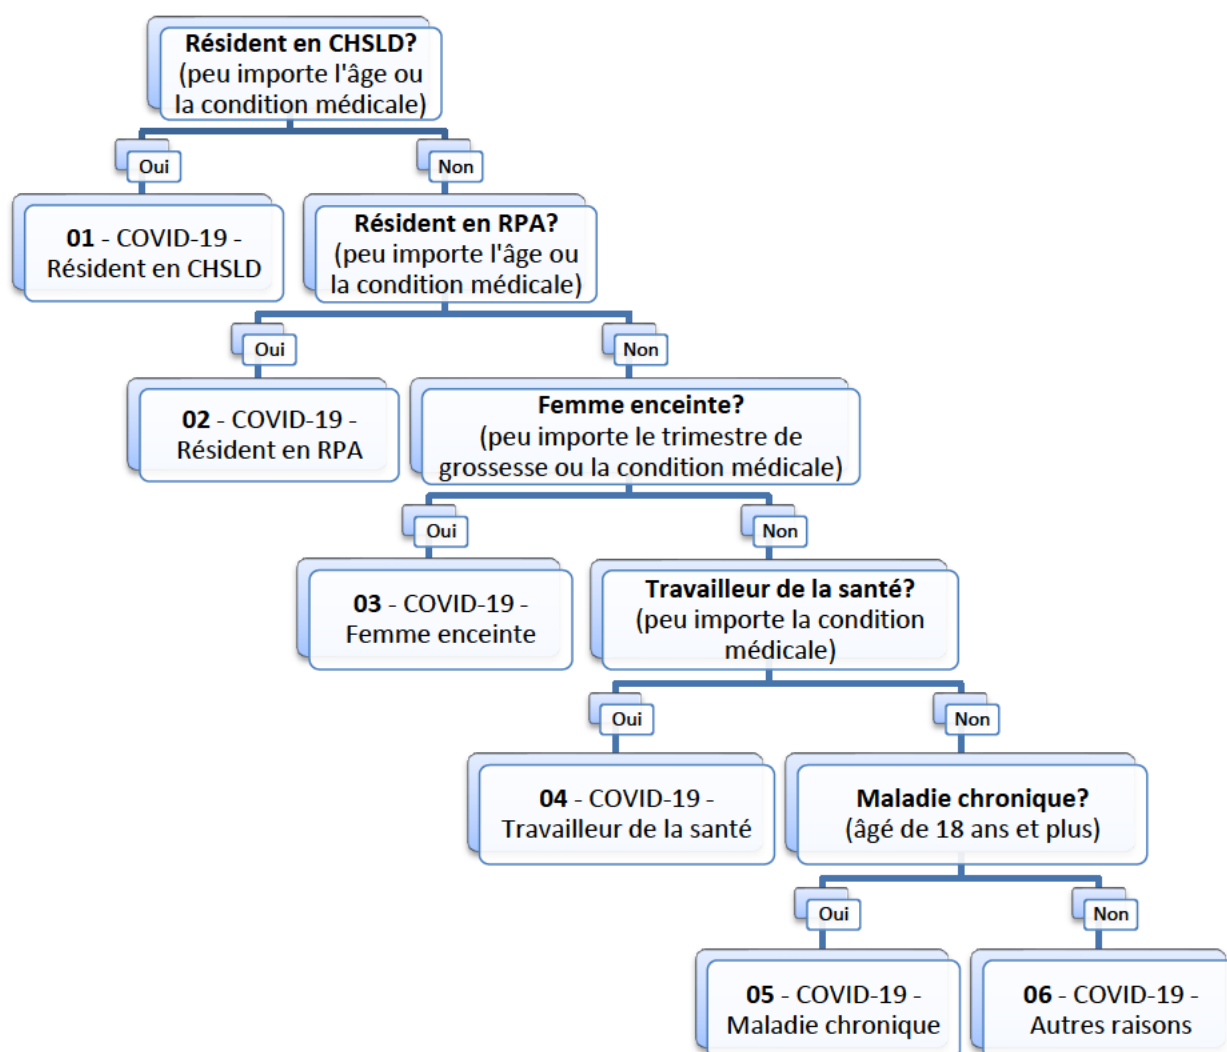 Résident en CHSLD?
(peu importe l'âge ou
la condition médicale)
Oui
Non
01 - COVID-19 -
Résident en CHSLD
Résident en RPA?
(peu importe l'âge ou
la condition médicale)
Oui
Non
02 - COVID-19 -
Résident en RPA
Femme enceinte?
(peu importe le trimestre de
grossesse ou la condition médicale)
Oui
Non
03 - COVID-19 -
Femme enceinte
Travailleur de la santé?
(peu importe la condition
médicale)
Oui
Non
04 - COVID-19 -
Travailleur de la santé
Maladie chronique?
(âgé de 18 ans et plus)
Oui
Non
05 - COVID-19 -
Maladie chronique
06 - COVID-19 -
Autres raisons